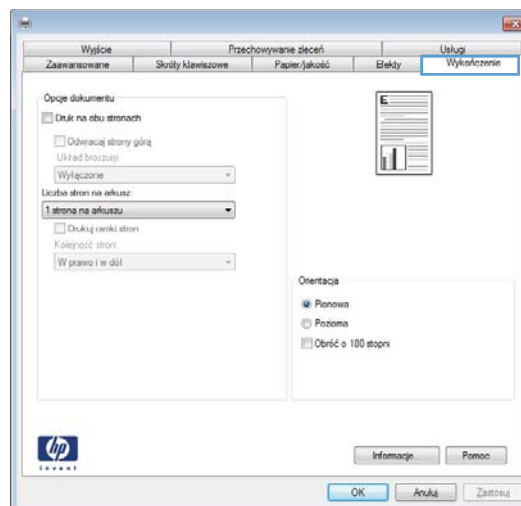 Wyjście Przechowywanie zleceń Usługi
Zaawansowane Skróty klawiszowe Papier/jakość Efekty Wykończenie
Opcje dokumentu
Druk na obu stronach
Odwracaj strony górą
Układ broszury:
Wyłączone
Liczba stron na arkusz:
1 strona na arkuszu
Drukuj ramki stron
Kolejność stron:
W prawo i w dół
E
Orientacja
Pionowa
Pozioma
Obróć o 180 stopni
hp
invent
Informacje... Pomoc
OK Anuluj Zastosuj